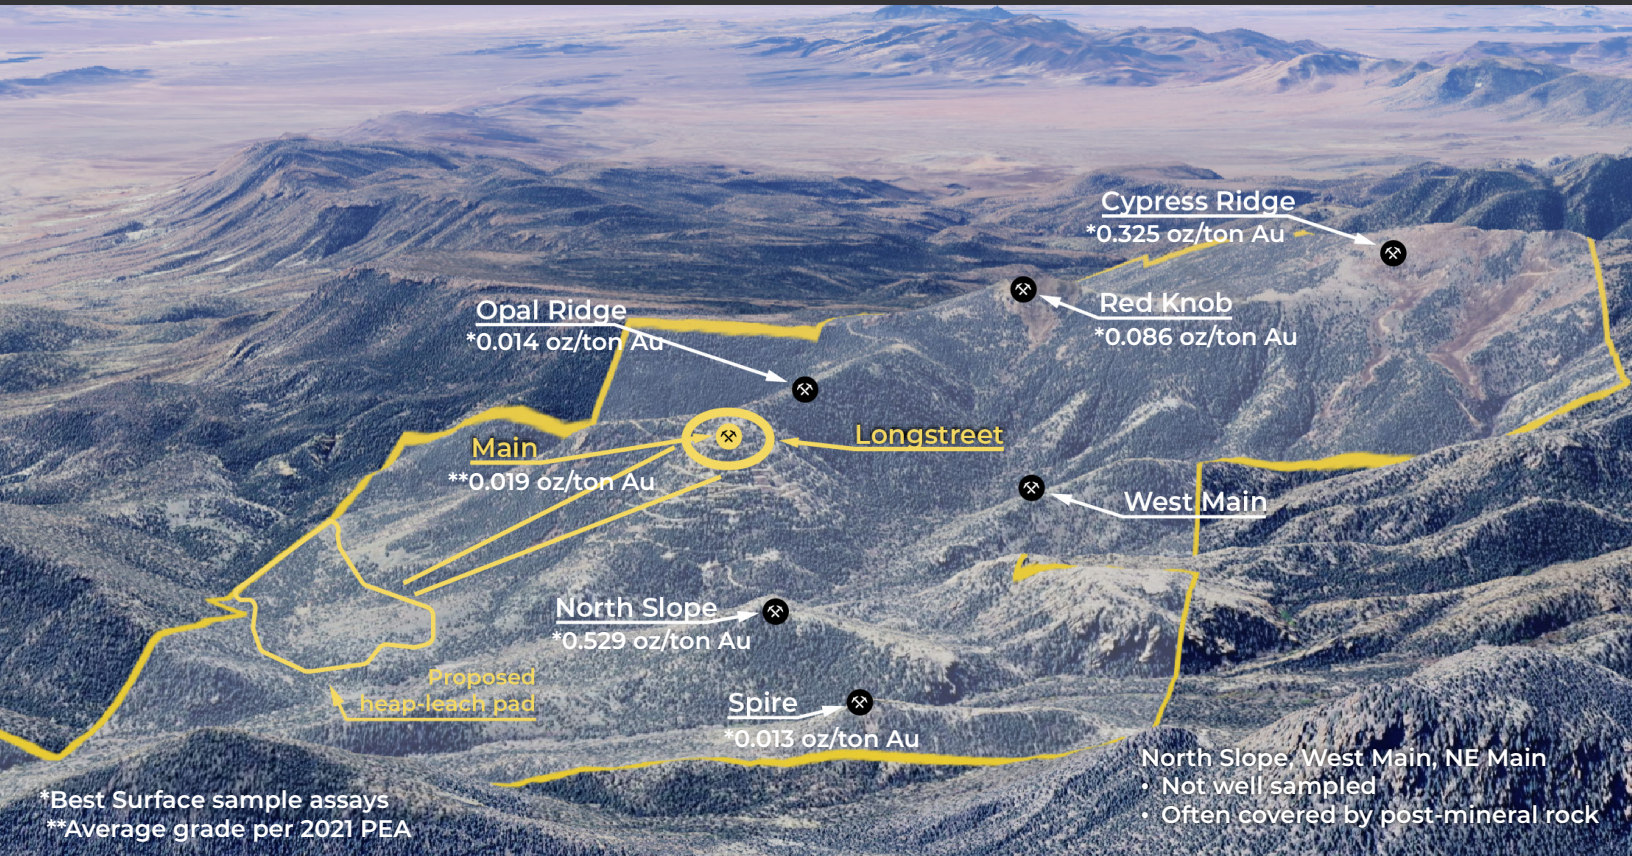 Cypress Ridge
*0.325 oz/ton Au
Red Knob
*0.086 oz/ton Au
Opal Ridge
*0.014 oz/ton Au
Main
**0.019 oz/ton Au
Longstreet
West Main
North Slope
*0.529 oz/ton Au
Proposed
heap-leach pad
Spire
*0.013 oz/ton Au
North Slope, West Main, NE Main
• Not well sampled
• Often covered by post-mineral rock
*Best Surface sample assays
**Average grade per 2021 PEA